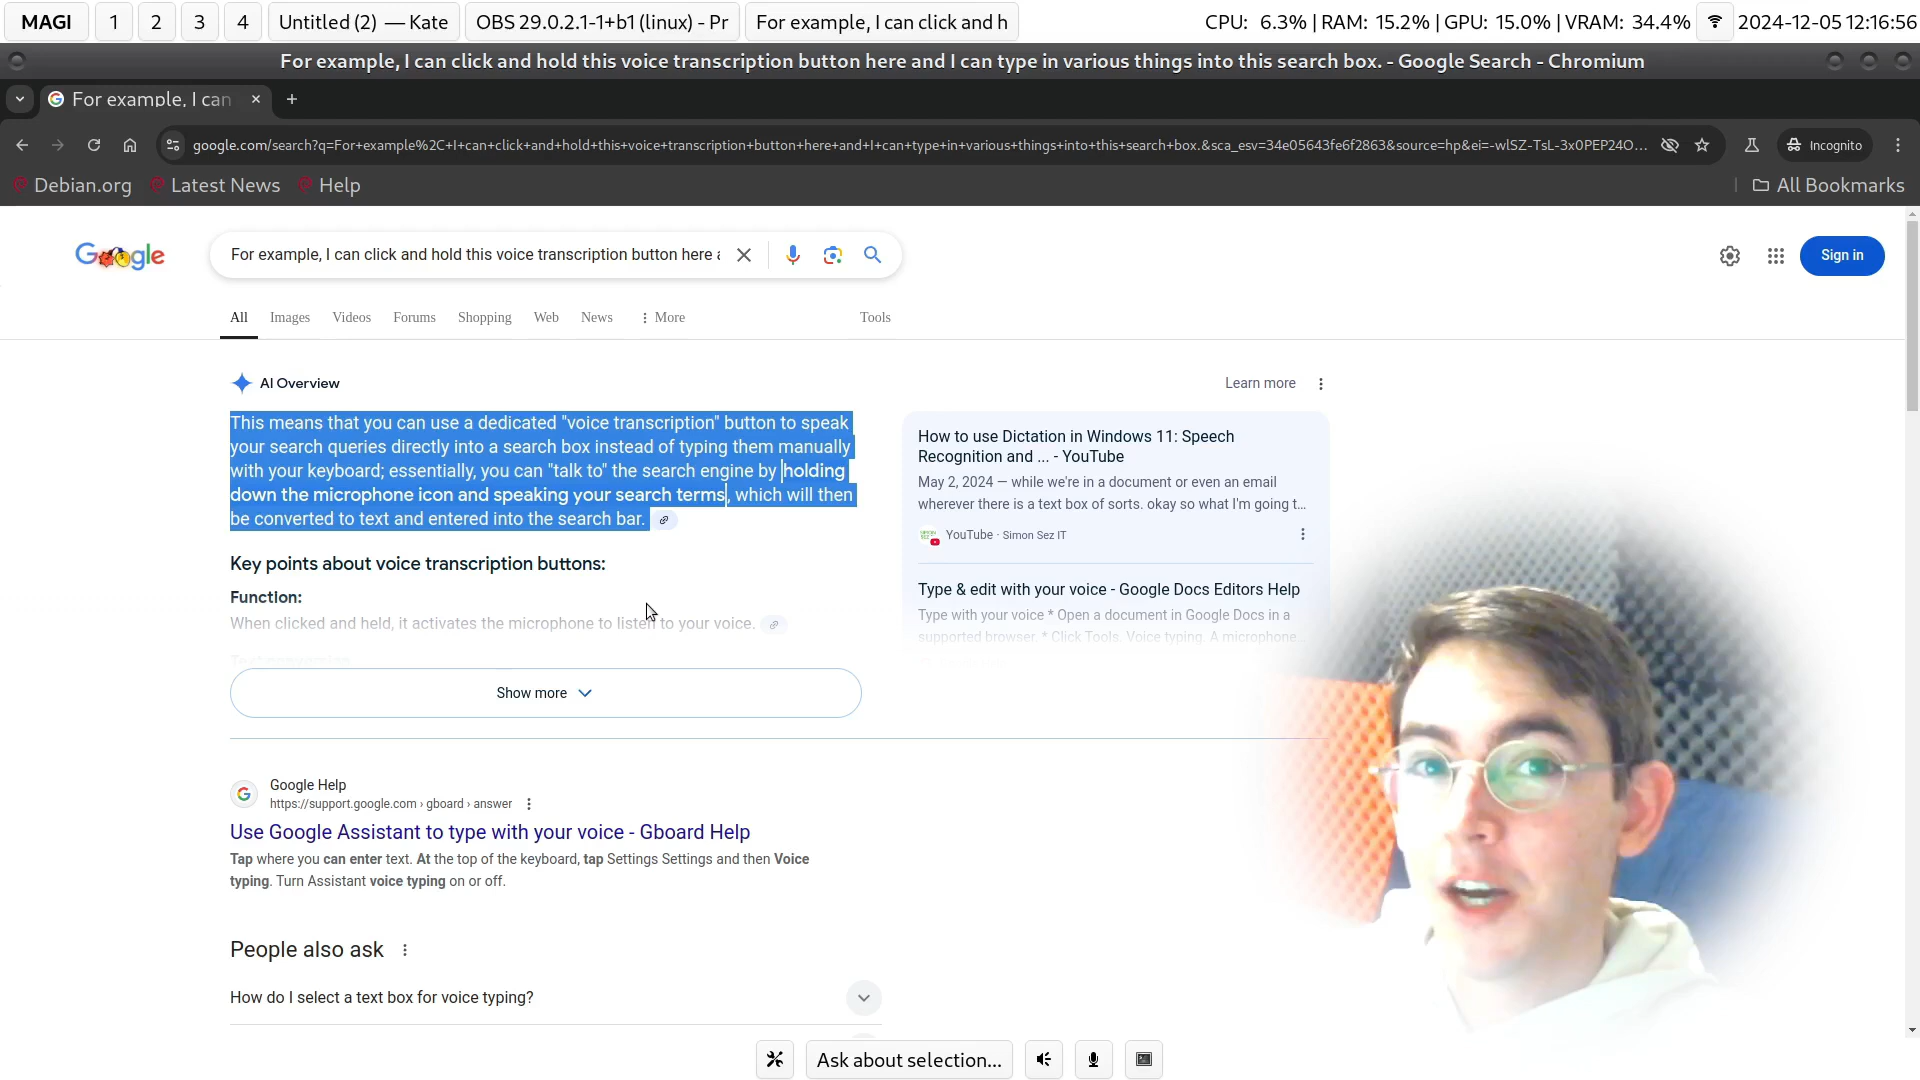 MAGI 1 2 3 4 Untitled (2) — Kate OBS 29.0.2.1-1+b1 (linux) - Pr For example, I can click and h CPU: 6.3% | RAM: 15.2% | GPU: 15.0% | VRAM: 34.4% 2024-12-05 12:16:56
For example, I can click and hold this voice transcription button here and I can type in various things into this search box. - Google Search - Chromium
For example, I can
google.com/search?q=For+example%2C+I+can+click+and+hold+this+voice+transcription+button+here+and+I+can+type+in+various+things+into+this+search+box.&sca_esv=34e05643fe6f2863&source=hp&ei=-wlSZ-TsL-3x0PEP24O... Incognito
Debian.org Latest News Help All Bookmarks
Google For example, I can click and hold this voice transcription button here Sign in
All Images Videos Forums Shopping Web News More Tools
AI Overview Learn more
This means that you can use a dedicated "voice transcription" button to speak
your search queries directly into a search box instead of typing them manually
with your keyboard; essentially, you can "talk to" the search engine by holding
down the microphone icon and speaking your search terms, which will then
be converted to text and entered into the search bar.
Key points about voice transcription buttons:
Function:
When clicked and held, it activates the microphone to listen to your voice.
Show more
How to use Dictation in Windows 11: Speech
Recognition and ... - YouTube
May 2, 2024 — while we're in a document or even an email
wherever there is a text box of sorts. okay so what I'm going t...
YouTube · Simon Sez IT
Type & edit with your voice - Google Docs Editors Help
Type with your voice * Open a document in Google Docs in a
supported browser. * Click Tools. Voice typing. A microphone...
Google Help
https://support.google.com › gboard › answer
Use Google Assistant to type with your voice - Gboard Help
Tap where you can enter text. At the top of the keyboard, tap Settings Settings and then Voice
typing. Turn Assistant voice typing on or off.
People also ask
How do I select a text box for voice typing?
Ask about selection...